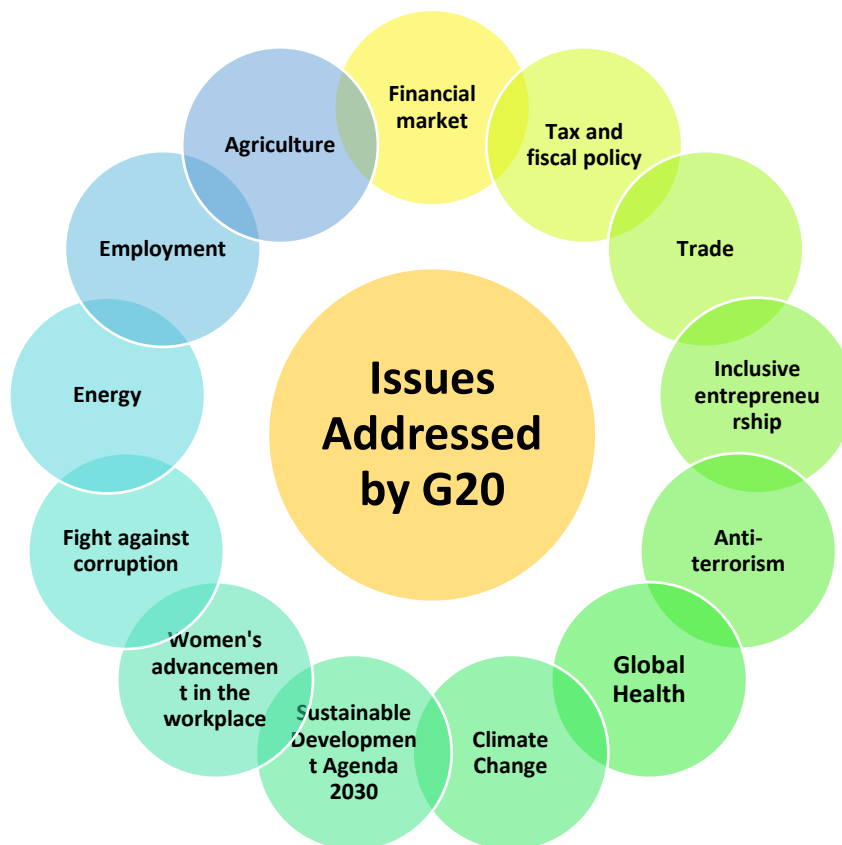 Financial
market
Tax and
fiscal policy
Trade
Inclusive
entrepreneu
rship
Anti-
terrorism
Global
Health
Climate
Change
Sustainable
Developmen
t Agenda
2030
Women's
advancemen
t in the
workplace
Fight against
corruption
Energy
Employment
Agriculture
Issues
Addressed
by G20